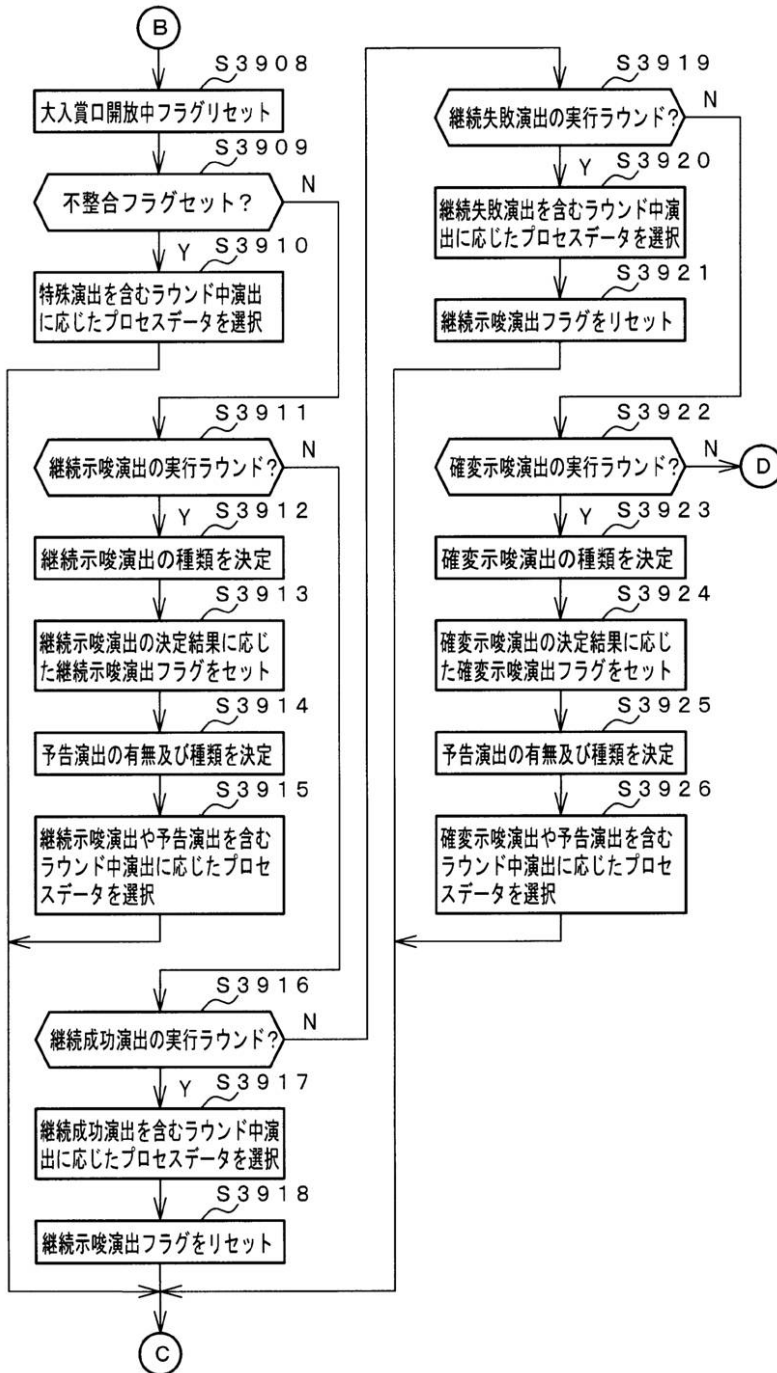 B
S3908
大入賞口開放中フラグリセット
S3909
不整合フラグセット？
N
Y
S3910
特殊演出を含むラウンド中演出
に応じたプロセスデータを選択
S3911
継続示唆演出の実行ラウンド？
N
Y
S3912
継続示唆演出の種類を決定
S3913
継続示唆演出の決定結果に応じ
た継続示唆演出フラグをセット
S3914
予告演出の有無及び種類を決定
S3915
継続示唆演出や予告演出を含む
ラウンド中演出に応じたプロセ
スデータを選択
S3916
継続成功演出の実行ラウンド？
N
Y
S3917
継続成功演出を含むラウンド中演
出に応じたプロセスデータを選択
S3918
継続示唆演出フラグをリセット
C
S3919
継続失敗演出の実行ラウンド？
N
Y
S3920
継続失敗演出を含むラウンド中演
出に応じたプロセスデータを選択
S3921
継続示唆演出フラグをリセット
S3922
確変示唆演出の実行ラウンド？
N
D
Y
S3923
確変示唆演出の種類を決定
S3924
確変示唆演出の決定結果に応じ
た確変示唆演出フラグをセット
S3925
予告演出の有無及び種類を決定
S3926
確変示唆演出や予告演出を含む
ラウンド中演出に応じたプロセ
スデータを選択